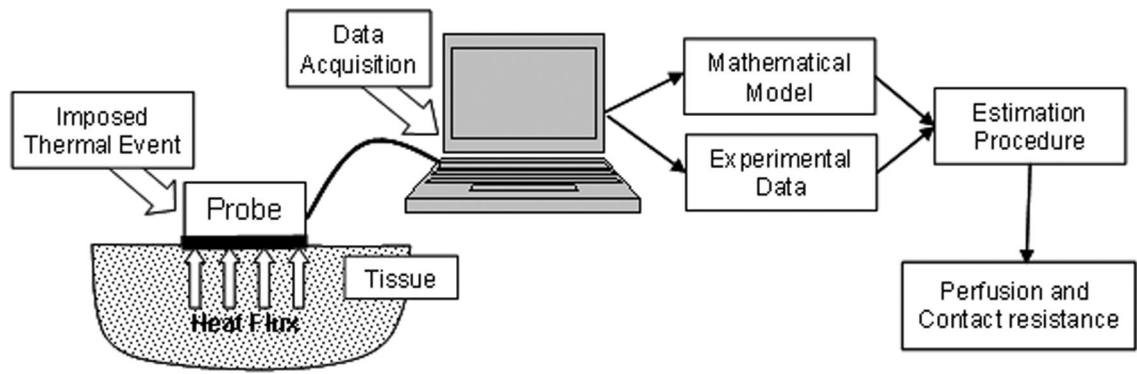 Data
Acquisition
Imposed
Thermal Event
Probe
Tissue
Heat Flux
Mathematical
Model
Experimental
Data
Estimation
Procedure
Perfusion and
Contact resistance